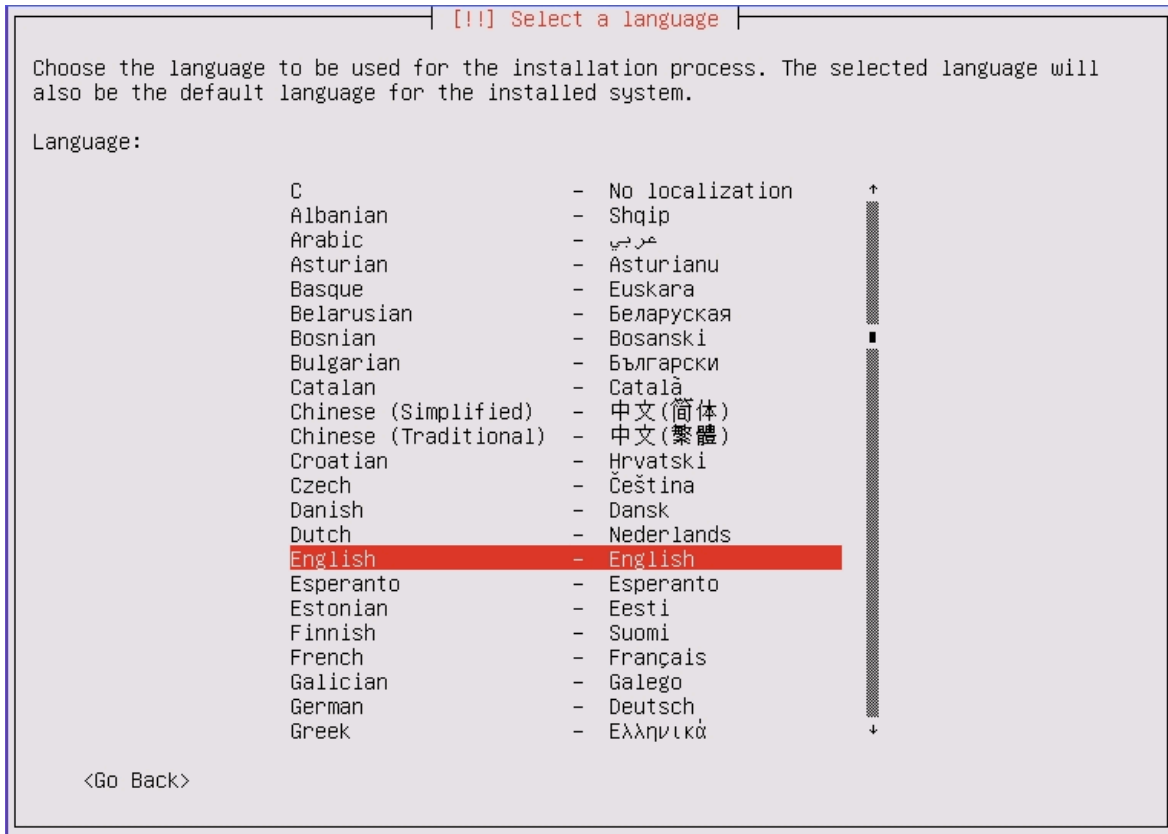 [!!] Select a language
Choose the language to be used for the installation process. The selected language will
also be the default language for the installed system.
Language:
C - No localization
Albanian - Shqip
Arabic - عربي
Asturian - Asturianu
Basque - Euskara
Belarusian - Беларуская
Bosnian - Bosanski
Bulgarian - Български
Catalan - Català
Chinese (Simplified) - 中文(简体)
Chinese (Traditional) - 中文(繁體)
Croatian - Hrvatski
Czech - Čeština
Danish - Dansk
Dutch - Nederlands
English - English
Esperanto - Esperanto
Estonian - Eesti
Finnish - Suomi
French - Français
Galician - Galego
German - Deutsch
Greek - Ελληνικά
<Go Back>